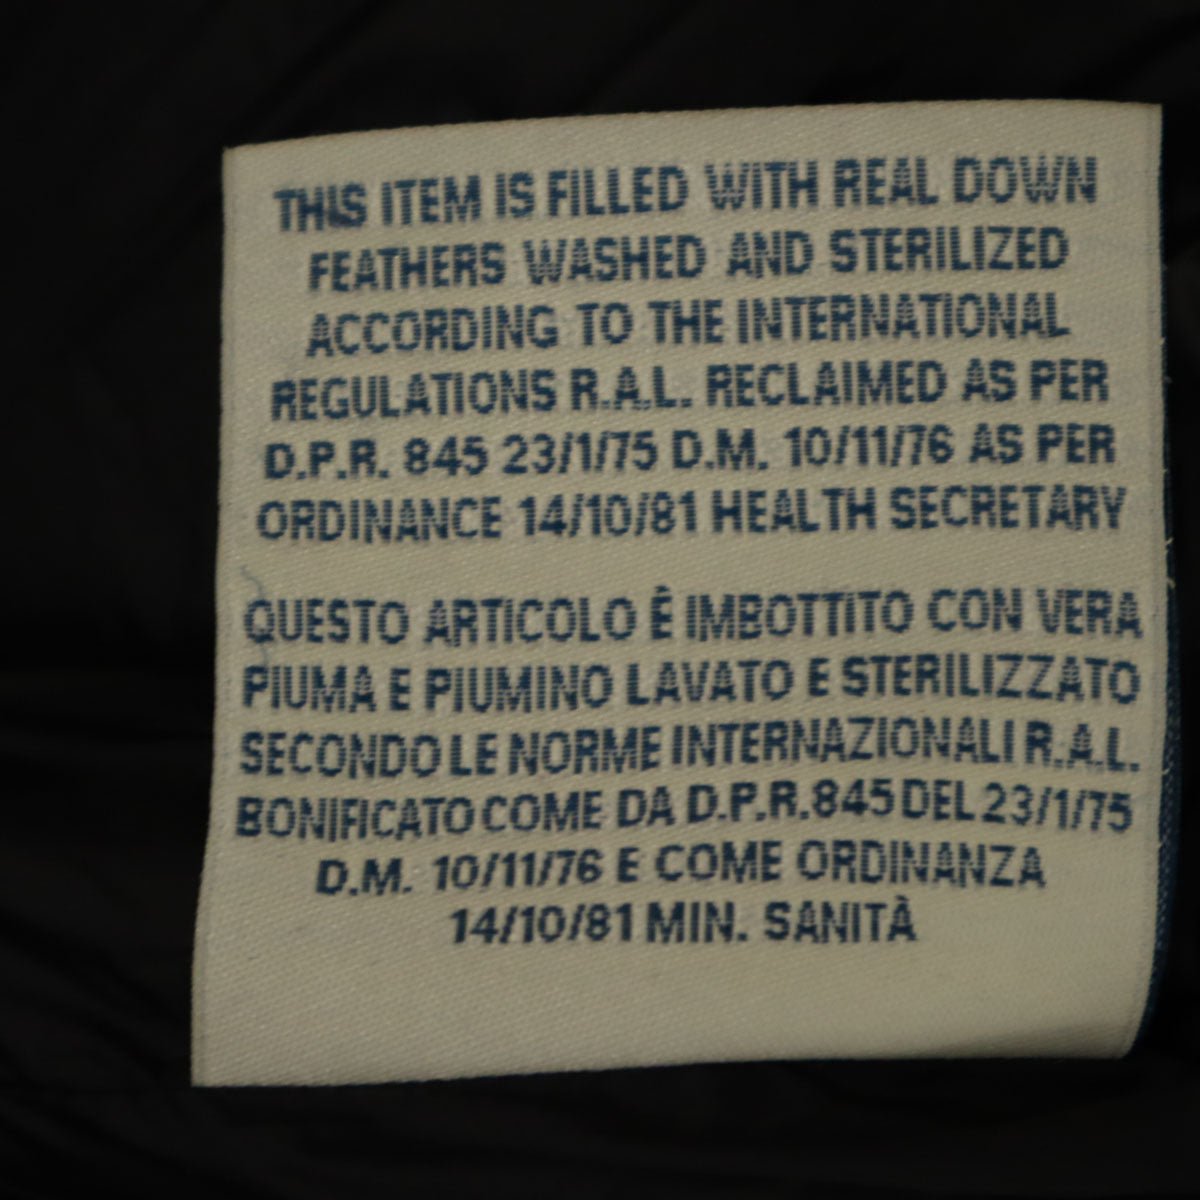 THIS ITEM IS FILLED WITH REAL DOWN
FEATHERS WASHED AND STERILIZED
ACCORDING TO THE INTERNATIONAL
REGULATIONS R.A.L. RECLAIMED AS PER
D.P.R. 845 23/1/75 D.M. 10/11/76 AS PER
ORDINANCE 14/10/81 HEALTH SECRETARY
QUESTO ARTICOLO È IMBOTTITO CON VERA
PIUMA E PIUMINO LAVATO E STERILIZZATO
SECONDO LE NORME INTERNAZIONALI R.A.L.
BONIFICATO COME DA D.P.R. 845 DEL 23/1/75
D.M. 10/11/76 E COME ORDINANZA
14/10/81 MIN. SANITÀ